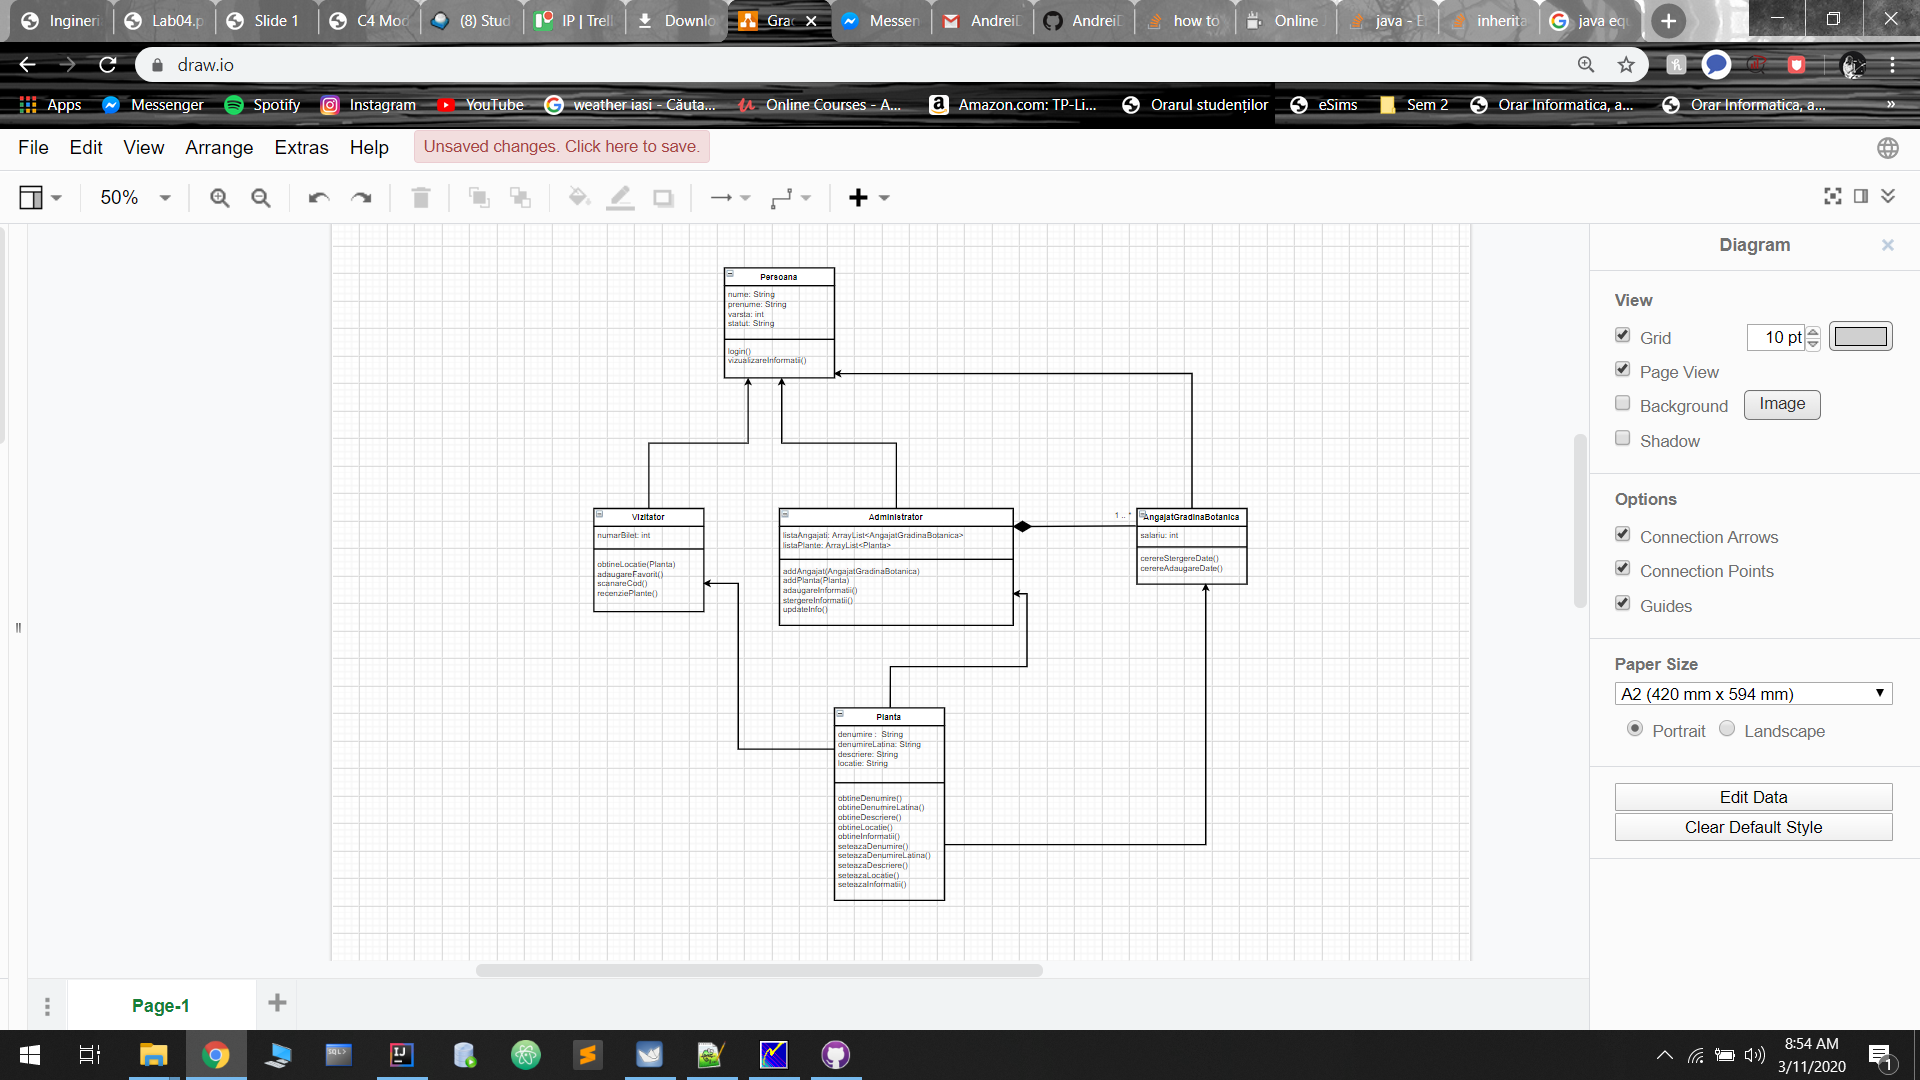 Ingineri
Lab04.p
Slide 1
C4 Mod
(8) Stud
IP | Trell
Downlo
Grad
Messen
AndreiD
AndreiD
how to
Online
java - E
inherita
java equ
draw.io
Apps
Messenger
Spotify
Instagram
YouTube
weather iasi - Căuta...
Online Courses - A...
Amazon.com: TP-Li...
Orarul studenților
eSims
Sem 2
Orar Informatica, a...
Orar Informatica, a...
»
File Edit View Arrange Extras Help
Unsaved changes. Click here to save.
50%
Persoana
nume: String
prenume: String
varsta: int
statut: String
login()
vizualizareInformatii()
Vizitator
numarBilet: int
obtineLocatie(Planta)
adaugareFavorit()
scanareCod()
recenziePlante()
Administrator
listaAngajati: ArrayList<AngajatGradinaBotanica>
listaPlante: ArrayList<Planta>
addAngajat(AngajatGradinaBotanica)
addPlanta(Planta)
adaugareInformatii()
stergereInformatii()
updateInfo()
1 .. *
AngajatGradinaBotanica
salariu: int
cerereStergereDate()
cerereAdaugareDate()
Planta
denumire : String
denumireLatina: String
descriere: String
locatie: String
obtineDenumire()
obtineDenumireLatina()
obtineDescriere()
obtineLocatie()
obtineInformatii()
seteazaDenumire()
seteazaDenumireLatina()
seteazaDescriere()
seteazaLocatie()
seteazaInformatii()
Diagram
View
Grid
10 pt
Page View
Background
Image
Shadow
Options
Connection Arrows
Connection Points
Guides
Paper Size
A2 (420 mm x 594 mm)
Portrait
Landscape
Edit Data
Clear Default Style
Page-1
SQL>
IJ
8:54 AM
3/11/2020
1